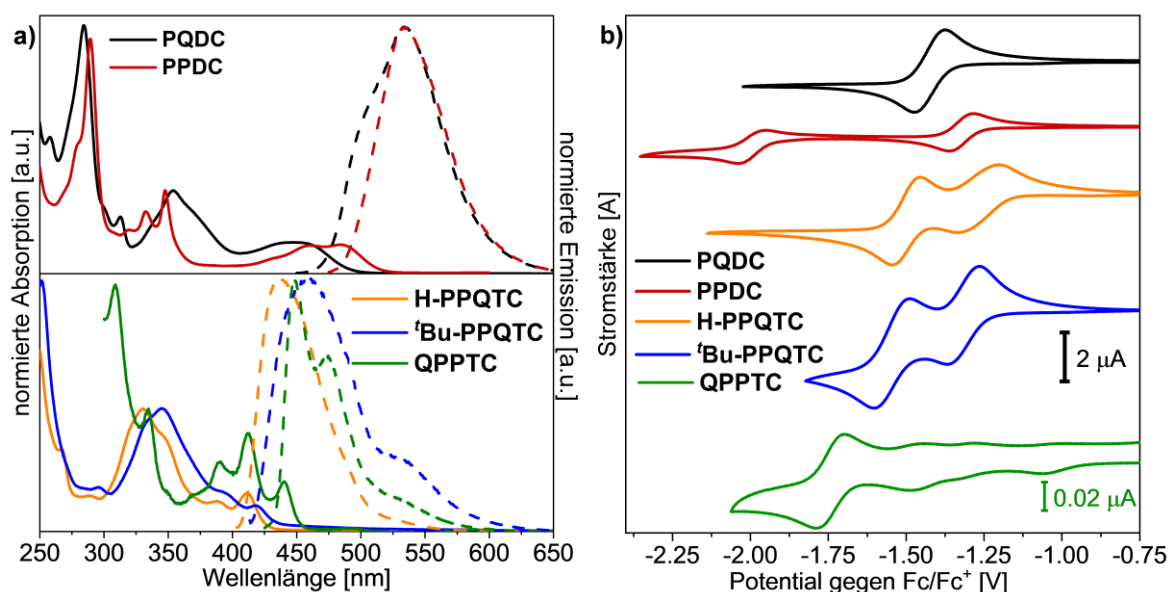 a)
PQDC
PPDC
normierte Absorption [a.u.]
normierte Emission [a.u.]
H-PPQTC
ᵗBu-PPQTC
QPPTC
250 300 350 400 450 500 550 600 650
Wellenlänge [nm]
b)
Stromstärke [A]
PQDC
PPDC
H-PPQTC
ᵗBu-PPQTC
QPPTC
2 µA
0.02 µA
-2.25 -2.00 -1.75 -1.50 -1.25 -1.00 -0.75
Potential gegen Fc/Fc⁺ [V]